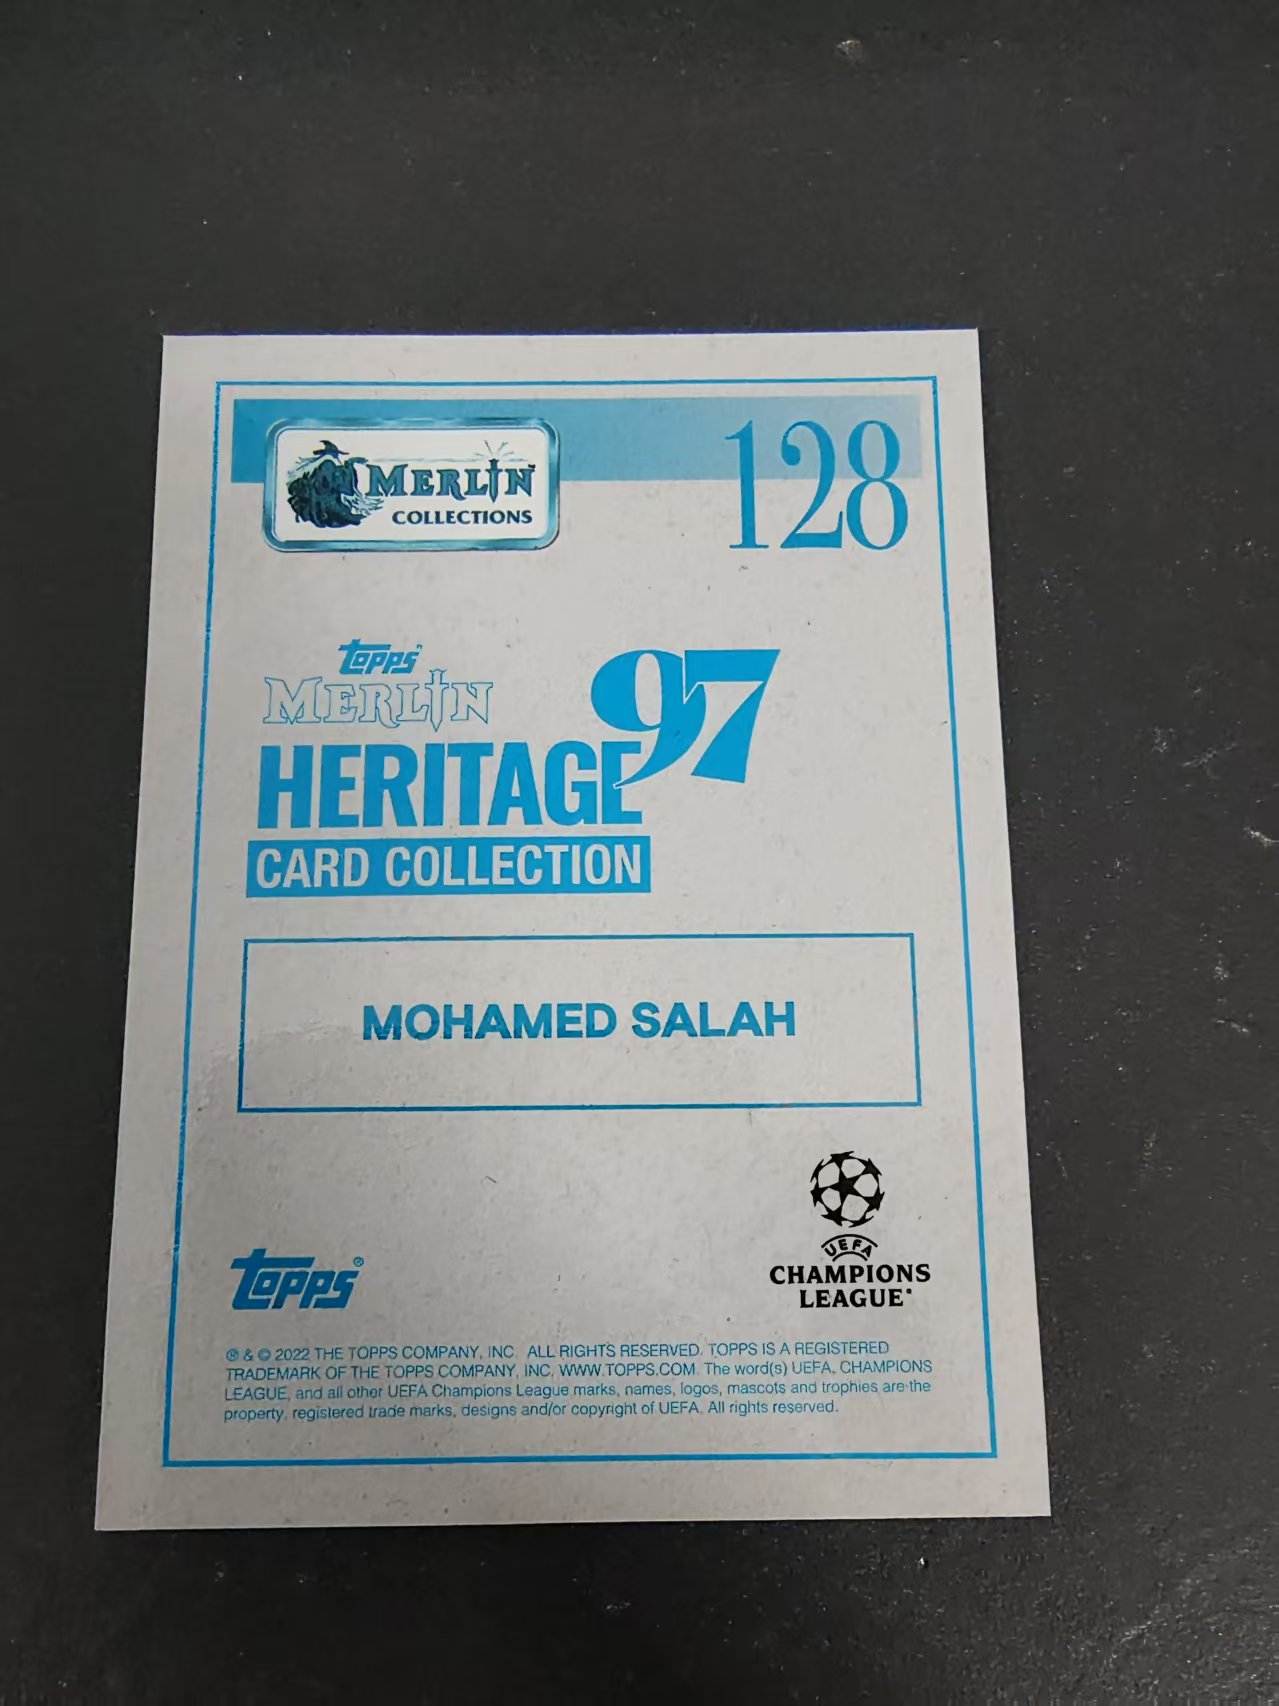 128
MERLIN™
COLLECTIONS
topps®
MERLIN
97
HERITAGE
CARD COLLECTION
MOHAMED SALAH
UEFA
CHAMPIONS
LEAGUE®
topps®
® & © 2022 THE TOPPS COMPANY, INC. ALL RIGHTS RESERVED. TOPPS IS A REGISTERED
TRADEMARK OF THE TOPPS COMPANY, INC. WWW.TOPPS.COM. The word(s) UEFA, CHAMPIONS
LEAGUE, and all other UEFA Champions League marks, names, logos, mascots and trophies are the
property, registered trade marks, designs and/or copyright of UEFA. All rights reserved.